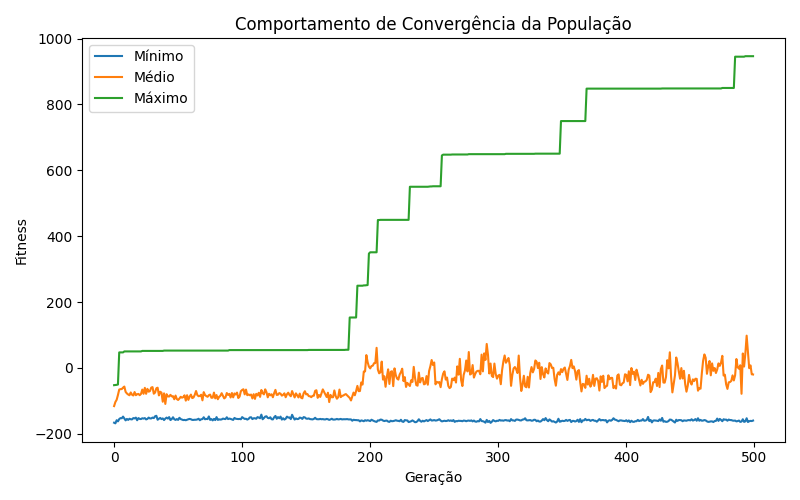 Comportamento de Convergência da População
Mínimo
Médio
Máximo
1000
800
600
400
200
0
−200
Fitness
0
100
200
300
400
500
Geração